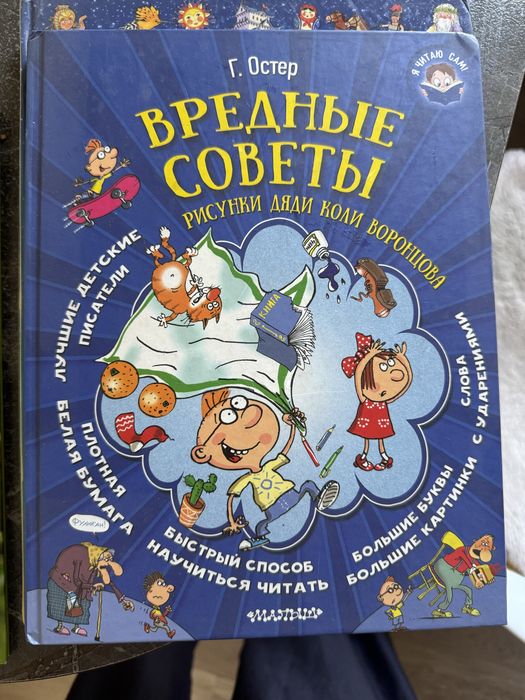 Г. Остер
Я ЧИТАЮ САМ!
ВРЕДНЫЕ
СОВЕТЫ
РИСУНКИ ДЯДИ КОЛИ ВОРОНЦОВА
ЛУЧШИЕ ДЕТСКИЕ
ПИСАТЕЛИ
КНИГА
ПЛОТНАЯ
БЕЛАЯ БУМАГА
СЛОВА
С УДАРЕНИЯМИ
БЫСТРЫЙ СПОСОБ
НАУЧИТЬСЯ ЧИТАТЬ
БОЛЬШИЕ БУКВЫ
БОЛЬШИЕ КАРТИНКИ
ФУЛИГАН!
«МАЛЫШ»